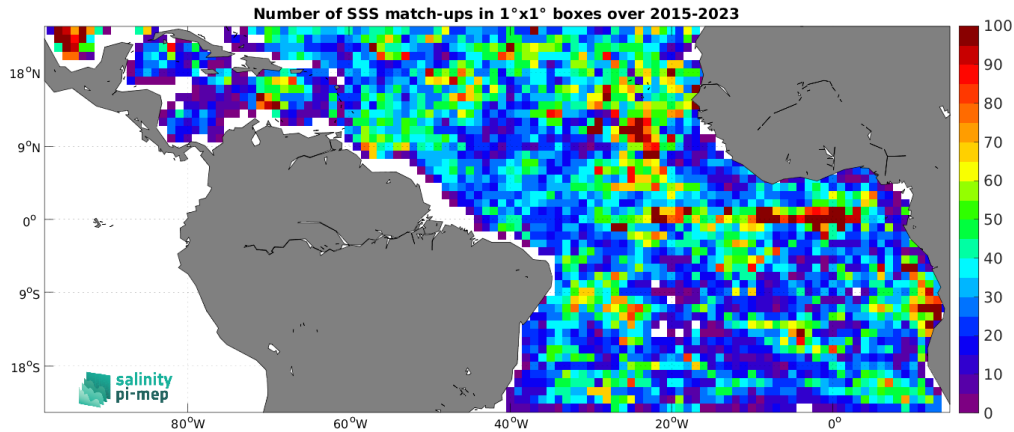 Number of SSS match-ups in 1°x1° boxes over 2015-2023
100
90
80
70
60
50
40
30
20
10
0
18°N
9°N
0°
9°S
18°S
80°W
60°W
40°W
20°W
0°
salinity
pi-mep